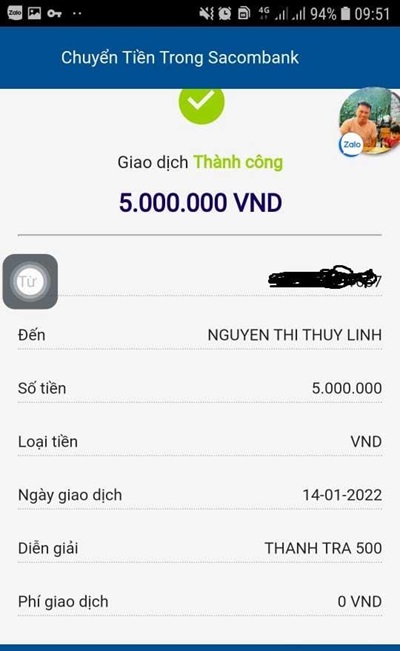 Zalo 4G 94% 09:51
Chuyển Tiền Trong Sacombank
Zalo
Giao dịch Thành công
5.000.000 VND
Từ
Đến NGUYEN THI THUY LINH
Số tiền 5.000.000
Loại tiền VND
Ngày giao dịch 14-01-2022
Diễn giải THANH TRA 500
Phí giao dịch 0 VND